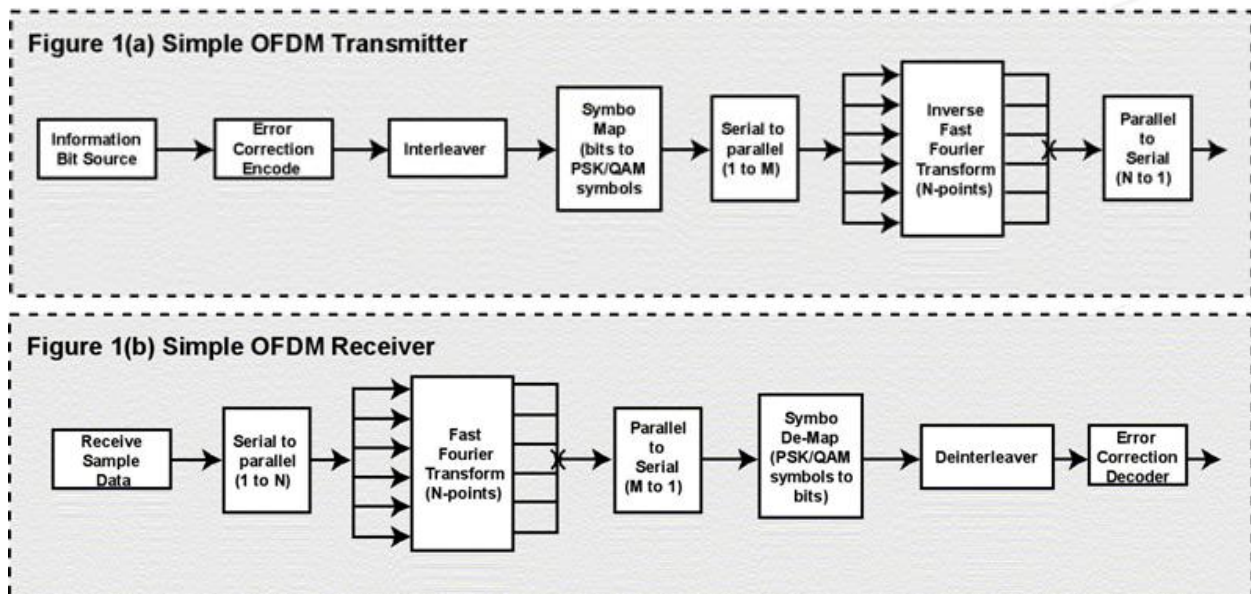 Figure 1(a) Simple OFDM Transmitter
Information
Bit Source
Error
Correction
Encode
Interleaver
Symbo
Map
(bits to
PSK/QAM
symbols
Serial to
parallel
(1 to M)
Inverse
Fast
Fourier
Transform
(N-points)
Parallel
to
Serial
(N to 1)
Figure 1(b) Simple OFDM Receiver
Receive
Sample
Data
Serial to
parallel
(1 to N)
Fast
Fourier
Transform
(N-points)
Parallel
to
Serial
(M to 1)
Symbo
De-Map
(PSK/QAM
symbols to
bits)
Deinterleaver
Error
Correction
Decoder